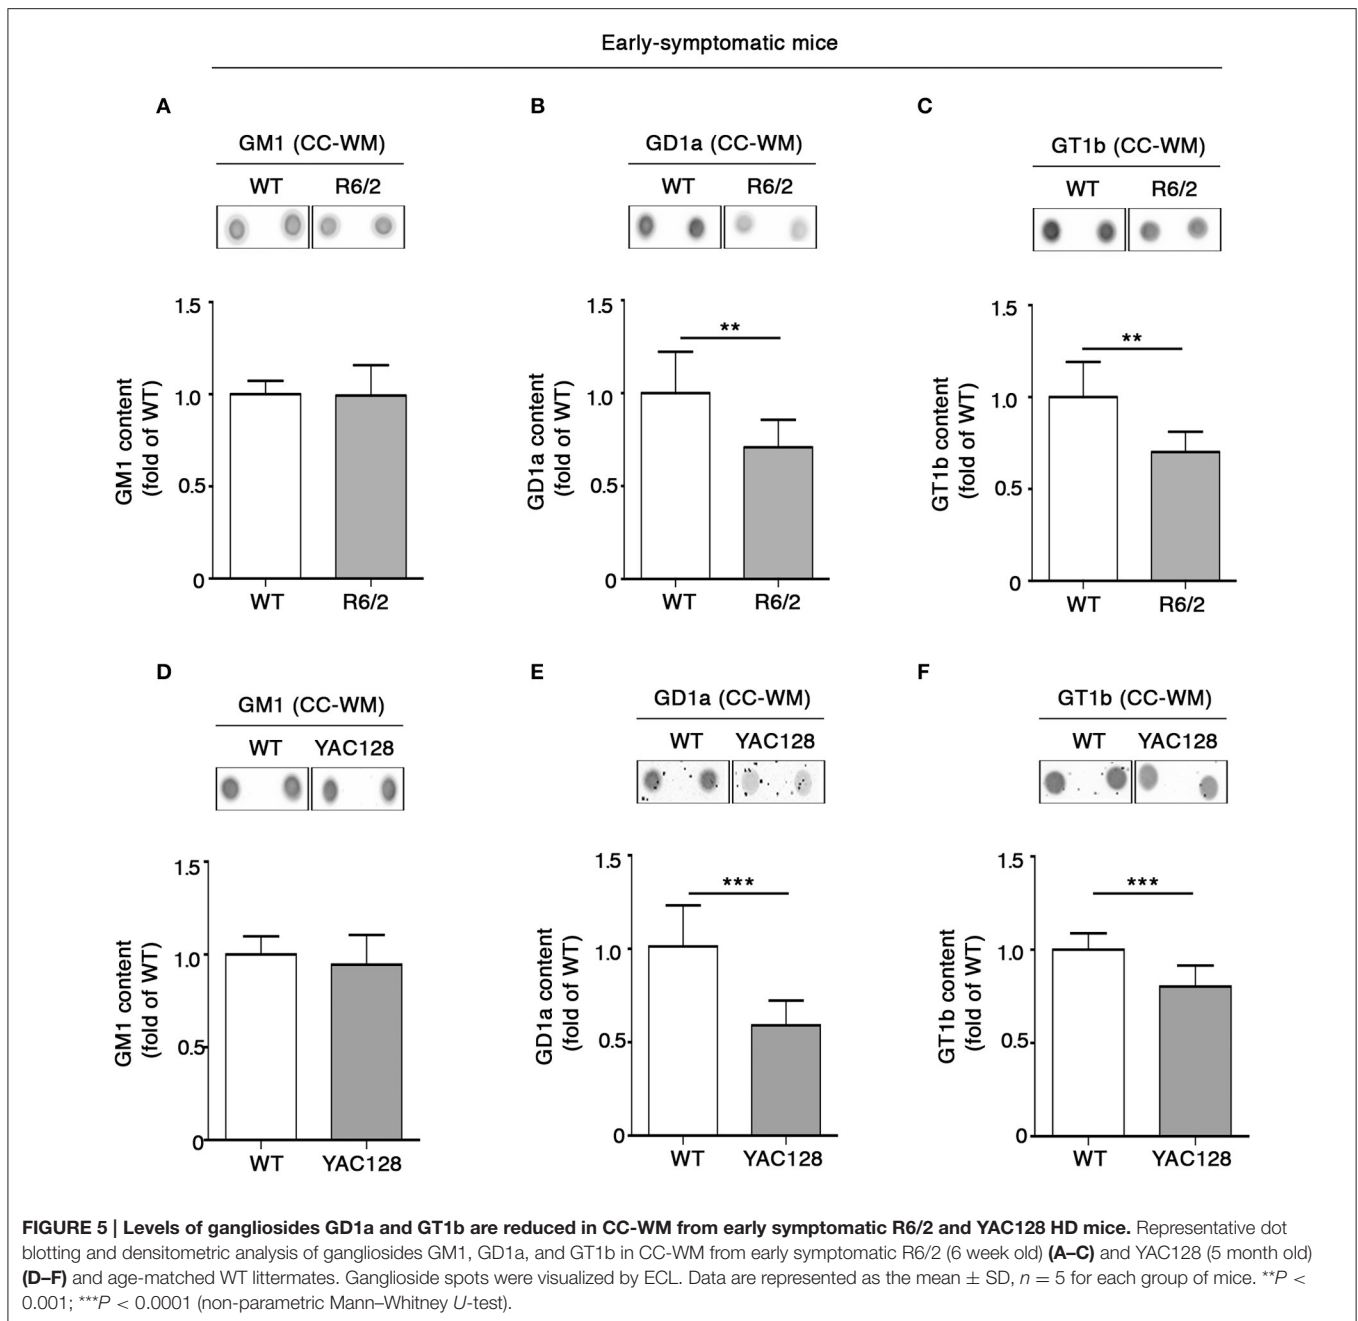 Early-symptomatic mice
A
GM1 (CC-WM)
WT R6/2
1.5
1.0
0.5
0
GM1 content
(fold of WT)
WT R6/2
B
GD1a (CC-WM)
WT R6/2
**
1.5
1.0
0.5
0
GD1a content
(fold of WT)
WT R6/2
C
GT1b (CC-WM)
WT R6/2
**
1.5
1.0
0.5
0
GT1b content
(fold of WT)
WT R6/2
D
GM1 (CC-WM)
WT YAC128
1.5
1.0
0.5
0
GM1 content
(fold of WT)
WT YAC128
E
GD1a (CC-WM)
WT YAC128
***
1.5
1.0
0.5
0
GD1a content
(fold of WT)
WT YAC128
F
GT1b (CC-WM)
WT YAC128
***
1.5
1.0
0.5
0
GT1b content
(fold of WT)
WT YAC128
FIGURE 5 | Levels of gangliosides GD1a and GT1b are reduced in CC-WM from early symptomatic R6/2 and YAC128 HD mice. Representative dot
blotting and densitometric analysis of gangliosides GM1, GD1a, and GT1b in CC-WM from early symptomatic R6/2 (6 week old) (A–C) and YAC128 (5 month old)
(D–F) and age-matched WT littermates. Ganglioside spots were visualized by ECL. Data are represented as the mean ± SD, n = 5 for each group of mice. **P <
0.001; ***P < 0.0001 (non-parametric Mann–Whitney U-test).